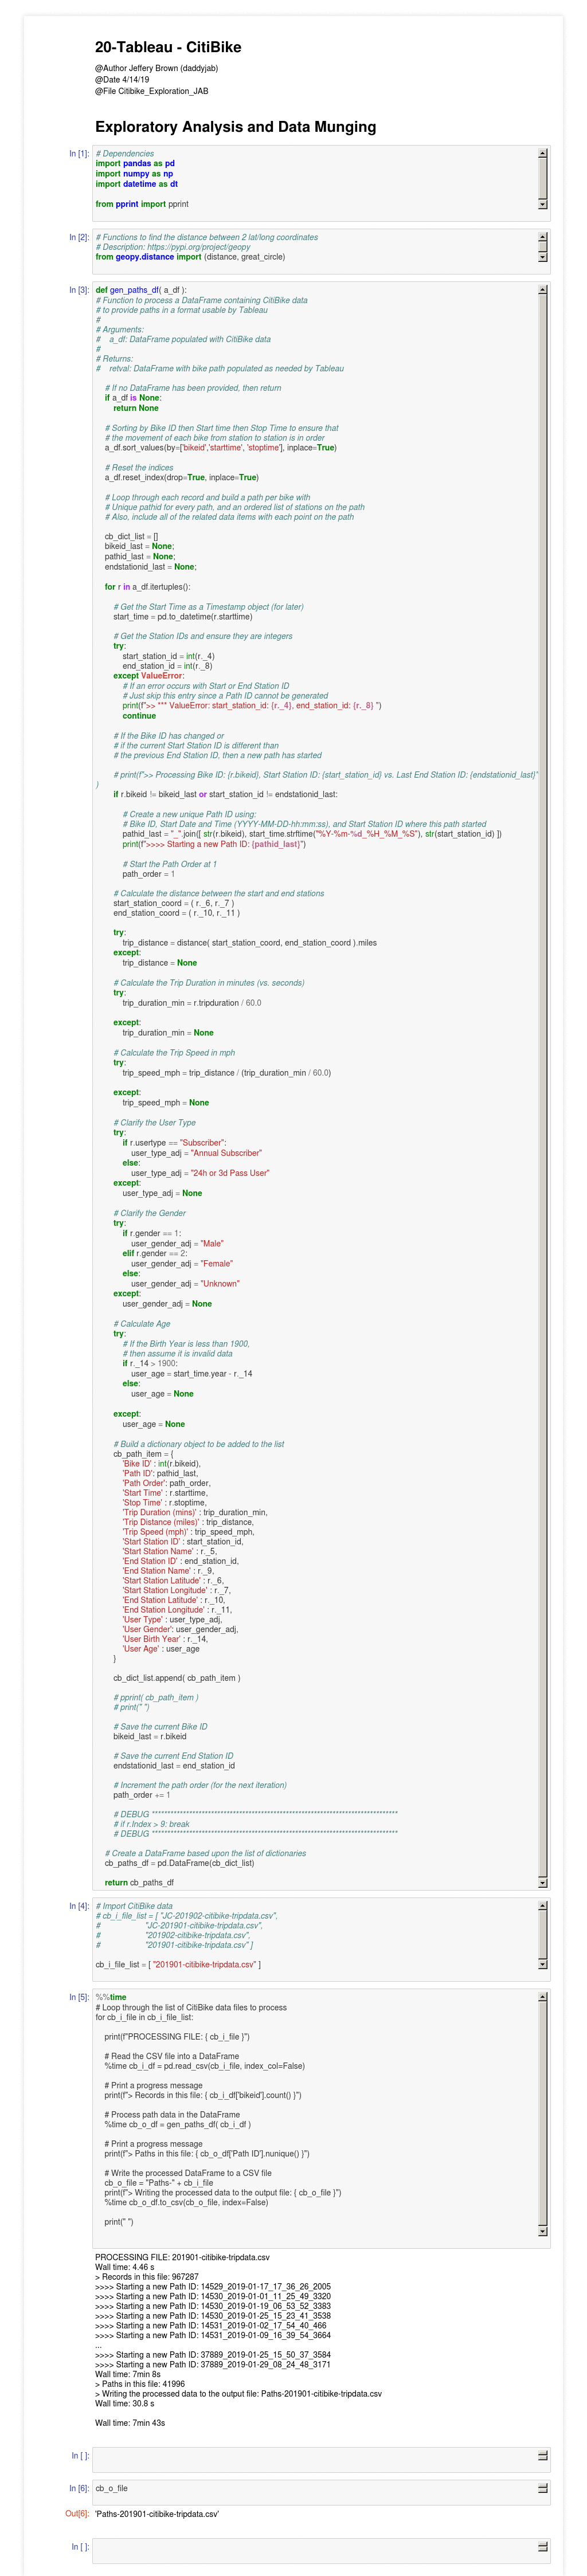 20-Tableau - CitiBike
@Author Jeffery Brown (daddyjab)
@Date 4/14/19
@File Citibike_Exploration_JAB
Exploratory Analysis and Data Munging
In [1]:
# Dependencies
import pandas as pd
import numpy as np
import datetime as dt
from pprint import pprint
In [2]:
# Functions to find the distance between 2 lat/long coordinates
# Description: https://pypi.org/project/geopy
from geopy.distance import (distance, great_circle)
In [3]:
def gen_paths_df( a_df ):
# Function to process a DataFrame containing CitiBike data
# to provide paths in a format usable by Tableau
#
# Arguments:
#    a_df: DataFrame populated with CitiBike data
#
# Returns:
#    retval: DataFrame with bike path populated as needed by Tableau
    # If no DataFrame has been provided, then return
    if a_df is None:
        return None
    # Sorting by Bike ID then Start time then Stop Time to ensure that
    # the movement of each bike from station to station is in order
    a_df.sort_values(by=['bikeid','starttime', 'stoptime'], inplace=True)
    # Reset the indices
    a_df.reset_index(drop=True, inplace=True)
    # Loop through each record and build a path per bike with
    # Unique pathid for every path, and an ordered list of stations on the path
    # Also, include all of the related data items with each point on the path
    cb_dict_list = []
    bikeid_last = None;
    pathid_last = None;
    endstationid_last = None;
    for r in a_df.itertuples():
        # Get the Start Time as a Timestamp object (for later)
        start_time = pd.to_datetime(r.starttime)
        # Get the Station IDs and ensure they are integers
        try:
            start_station_id = int(r._4)
            end_station_id = int(r._8)
        except ValueError:
            # If an error occurs with Start or End Station ID
            # Just skip this entry since a Path ID cannot be generated
            print(f">> *** ValueError: start_station_id: {r._4}, end_station_id: {r._8} ")
            continue
        # If the Bike ID has changed or
        # if the current Start Station ID is different than
        # the previous End Station ID, then a new path has started
        # print(f">> Processing Bike ID: {r.bikeid}, Start Station ID: {start_station_id} vs. Last End Station ID: {endstationid_last}"
)
        if r.bikeid != bikeid_last or start_station_id != endstationid_last:
            # Create a new unique Path ID using:
            # Bike ID, Start Date and Time (YYYY-MM-DD-hh:mm:ss), and Start Station ID where this path started
            pathid_last = "_".join([ str(r.bikeid), start_time.strftime("%Y-%m-%d_%H_%M_%S"), str(start_station_id) ])
            print(f">>>> Starting a new Path ID: {pathid_last}")
            # Start the Path Order at 1
            path_order = 1
        # Calculate the distance between the start and end stations
        start_station_coord = ( r._6, r._7 )
        end_station_coord = ( r._10, r._11 )
        try:
            trip_distance = distance( start_station_coord, end_station_coord ).miles
        except:
            trip_distance = None
        # Calculate the Trip Duration in minutes (vs. seconds)
        try:
            trip_duration_min = r.tripduration / 60.0
        except:
            trip_duration_min = None
        # Calculate the Trip Speed in mph
        try:
            trip_speed_mph = trip_distance / (trip_duration_min / 60.0)
        except:
            trip_speed_mph = None
        # Clarify the User Type
        try:
            if r.usertype == "Subscriber":
                user_type_adj = "Annual Subscriber"
            else:
                user_type_adj = "24h or 3d Pass User"
        except:
            user_type_adj = None
        # Clarify the Gender
        try:
            if r.gender == 1:
                user_gender_adj = "Male"
            elif r.gender == 2:
                user_gender_adj = "Female"
            else:
                user_gender_adj = "Unknown"
        except:
            user_gender_adj = None
        # Calculate Age
        try:
            # If the Birth Year is less than 1900,
            # then assume it is invalid data
            if r._14 > 1900:
                user_age = start_time.year - r._14
            else:
                user_age = None
        except:
            user_age = None
        # Build a dictionary object to be added to the list
        cb_path_item = {
            'Bike ID' : int(r.bikeid),
            'Path ID': pathid_last,
            'Path Order': path_order,
            'Start Time' : r.starttime,
            'Stop Time' : r.stoptime,
            'Trip Duration (mins)' : trip_duration_min,
            'Trip Distance (miles)' : trip_distance,
            'Trip Speed (mph)' : trip_speed_mph,
            'Start Station ID' : start_station_id,
            'Start Station Name' : r._5,
            'End Station ID' : end_station_id,
            'End Station Name' : r._9,
            'Start Station Latitude' : r._6,
            'Start Station Longitude' : r._7,
            'End Station Latitude' : r._10,
            'End Station Longitude' : r._11,
            'User Type' : user_type_adj,
            'User Gender': user_gender_adj,
            'User Birth Year' : r._14,
            'User Age' : user_age
        }
        cb_dict_list.append( cb_path_item )
        # pprint( cb_path_item )
        # print(" ")
        # Save the current Bike ID
        bikeid_last = r.bikeid
        # Save the current End Station ID
        endstationid_last = end_station_id
        # Increment the path order (for the next iteration)
        path_order += 1
        # DEBUG ******************************************************************************
        # if r.Index > 9: break
        # DEBUG ******************************************************************************
    # Create a DataFrame based upon the list of dictionaries
    cb_paths_df = pd.DataFrame(cb_dict_list)
    return cb_paths_df
In [4]:
# Import CitiBike data
# cb_i_file_list = [ "JC-201902-citibike-tripdata.csv",
#                    "JC-201901-citibike-tripdata.csv",
#                    "201902-citibike-tripdata.csv",
#                    "201901-citibike-tripdata.csv" ]
cb_i_file_list = [ "201901-citibike-tripdata.csv" ]
In [5]:
%%time
# Loop through the list of CitiBike data files to process
for cb_i_file in cb_i_file_list:
    print(f"PROCESSING FILE: { cb_i_file }")
    # Read the CSV file into a DataFrame
    %time cb_i_df = pd.read_csv(cb_i_file, index_col=False)
    # Print a progress message
    print(f"> Records in this file: { cb_i_df['bikeid'].count() }")
    # Process path data in the DataFrame
    %time cb_o_df = gen_paths_df( cb_i_df )
    # Print a progress message
    print(f"> Paths in this file: { cb_o_df['Path ID'].nunique() }")
    # Write the processed DataFrame to a CSV file
    cb_o_file = "Paths-" + cb_i_file
    print(f"> Writing the processed data to the output file: { cb_o_file }")
    %time cb_o_df.to_csv(cb_o_file, index=False)
    print(" ")
PROCESSING FILE: 201901-citibike-tripdata.csv
Wall time: 4.46 s
> Records in this file: 967287
>>>> Starting a new Path ID: 14529_2019-01-17_17_36_26_2005
>>>> Starting a new Path ID: 14530_2019-01-01_11_25_49_3320
>>>> Starting a new Path ID: 14530_2019-01-19_06_53_52_3383
>>>> Starting a new Path ID: 14530_2019-01-25_15_23_41_3538
>>>> Starting a new Path ID: 14531_2019-01-02_17_54_40_466
>>>> Starting a new Path ID: 14531_2019-01-09_16_39_54_3664
...
>>>> Starting a new Path ID: 37889_2019-01-25_15_50_37_3584
>>>> Starting a new Path ID: 37889_2019-01-29_08_24_48_3171
Wall time: 7min 8s
> Paths in this file: 41996
> Writing the processed data to the output file: Paths-201901-citibike-tripdata.csv
Wall time: 30.8 s
Wall time: 7min 43s
In [ ]:
In [6]:
cb_o_file
Out[6]:
'Paths-201901-citibike-tripdata.csv'
In [ ]: